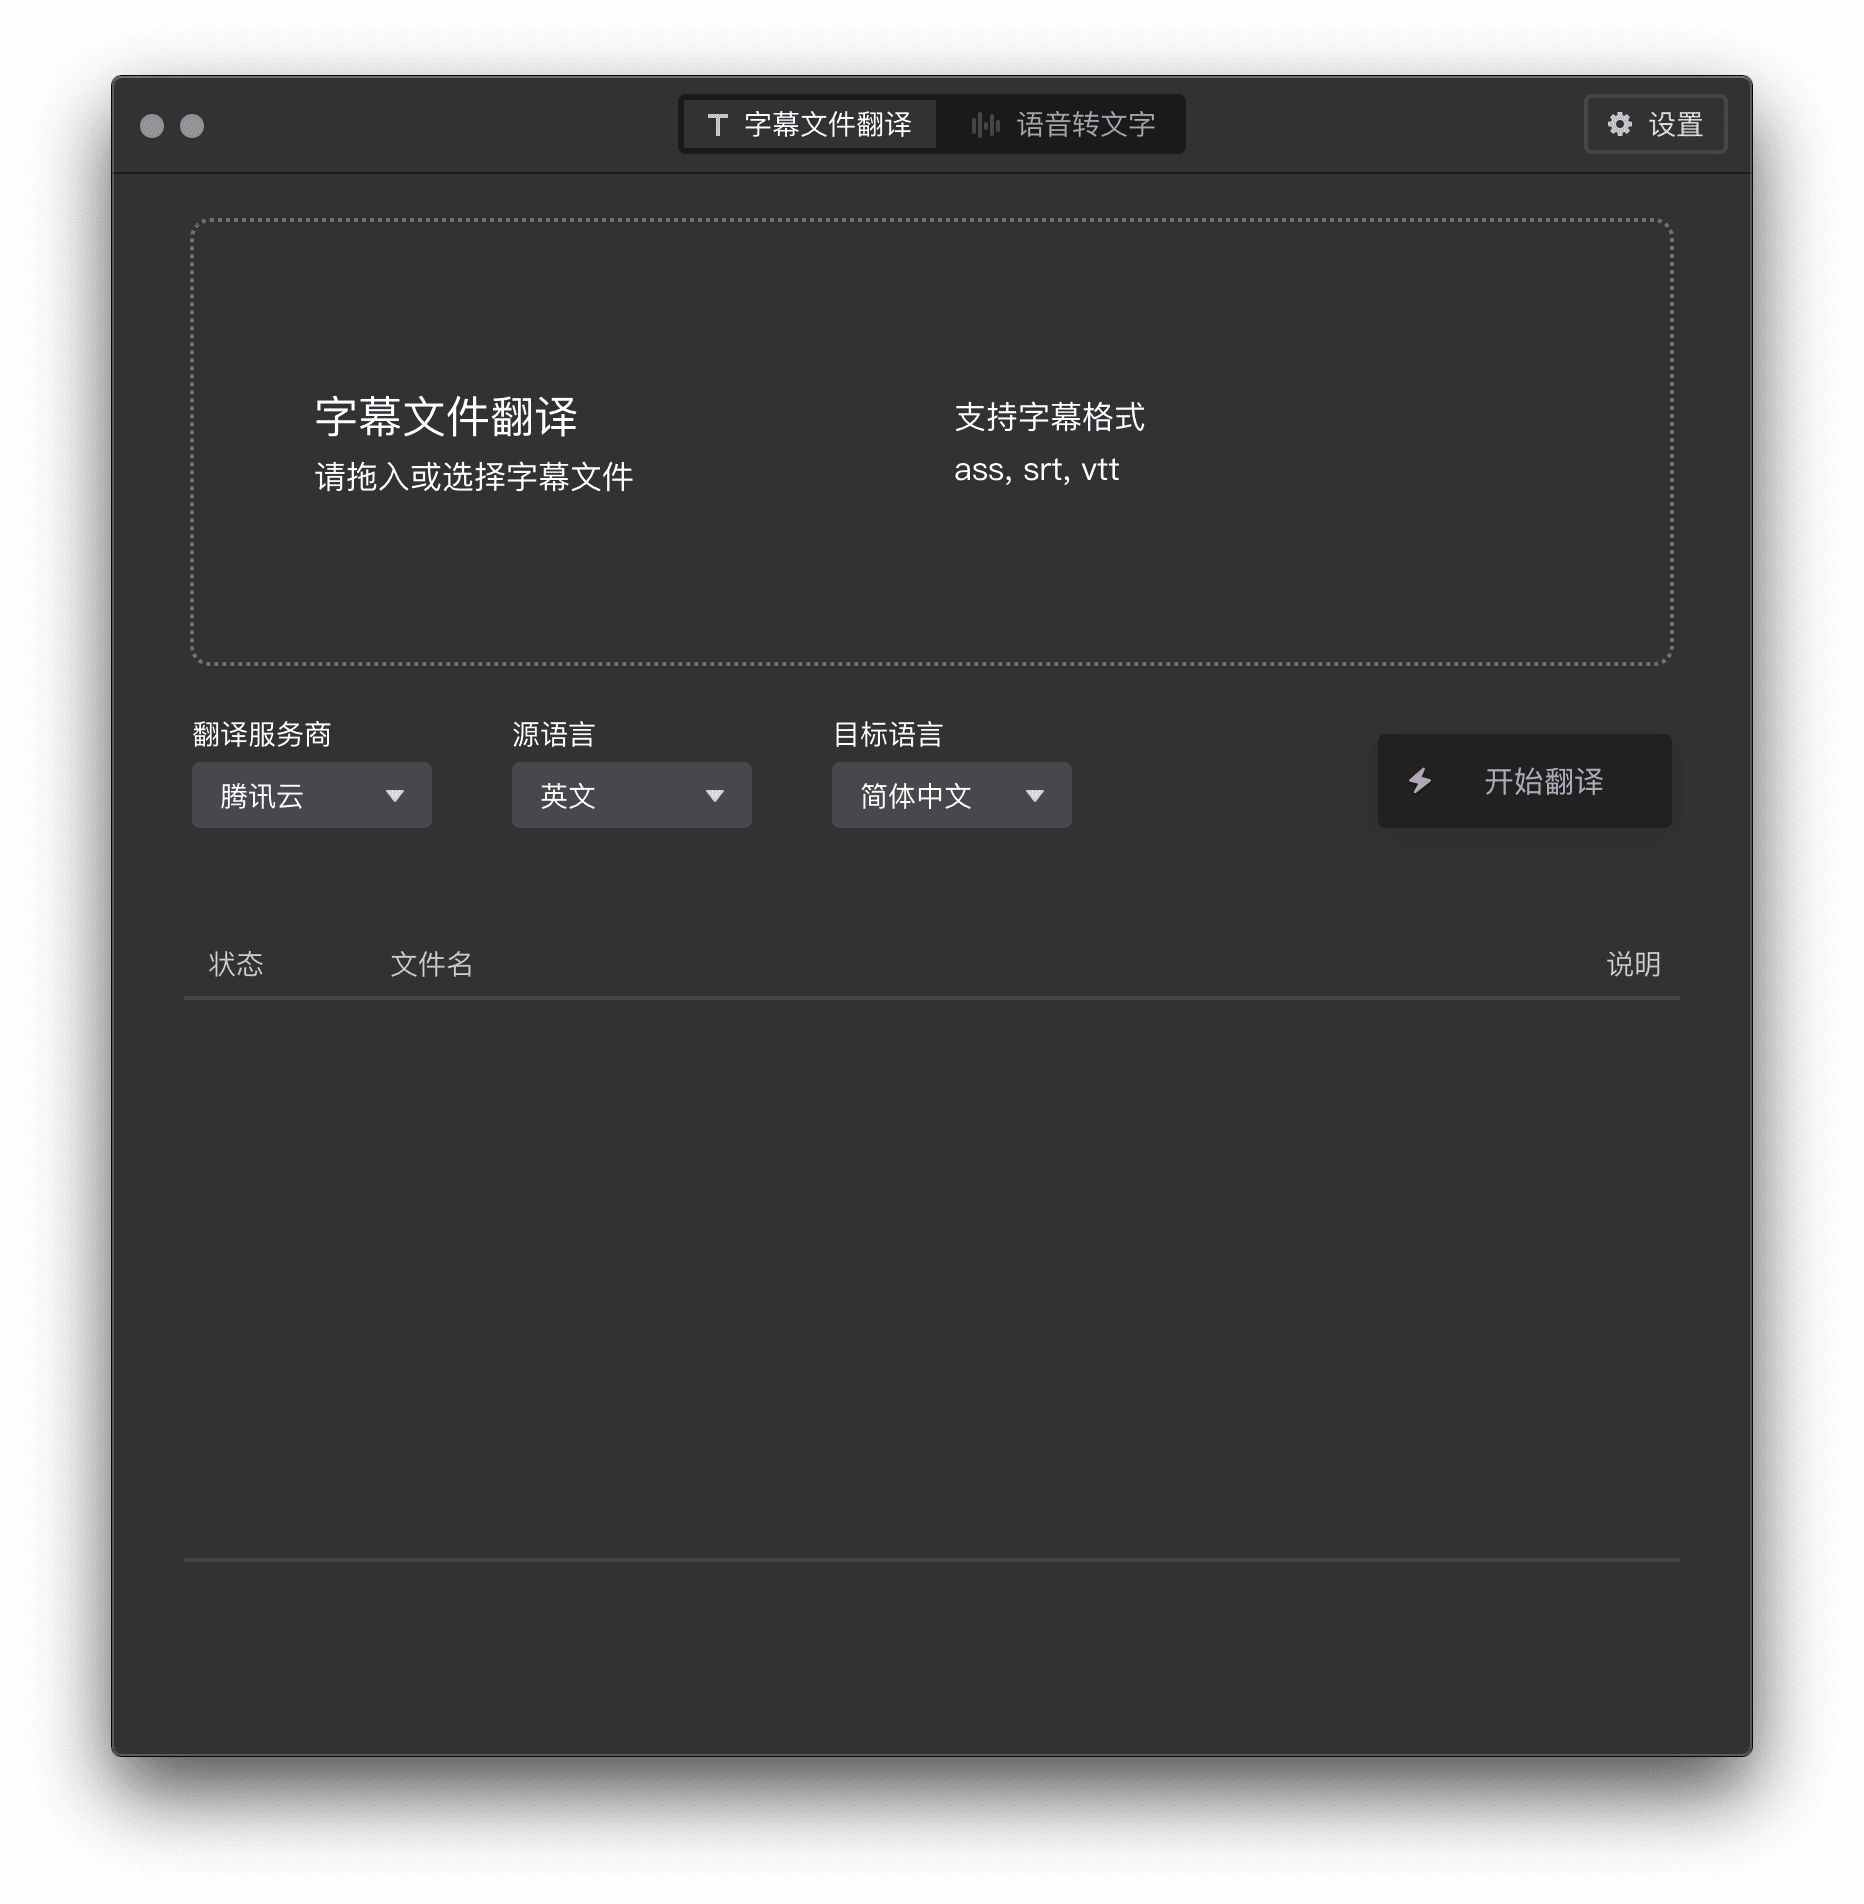 字幕文件翻译
语音转文字
设置
字幕文件翻译
请拖入或选择字幕文件
支持字幕格式
ass, srt, vtt
翻译服务商
源语言
目标语言
腾讯云
英文
简体中文
开始翻译
状态
文件名
说明